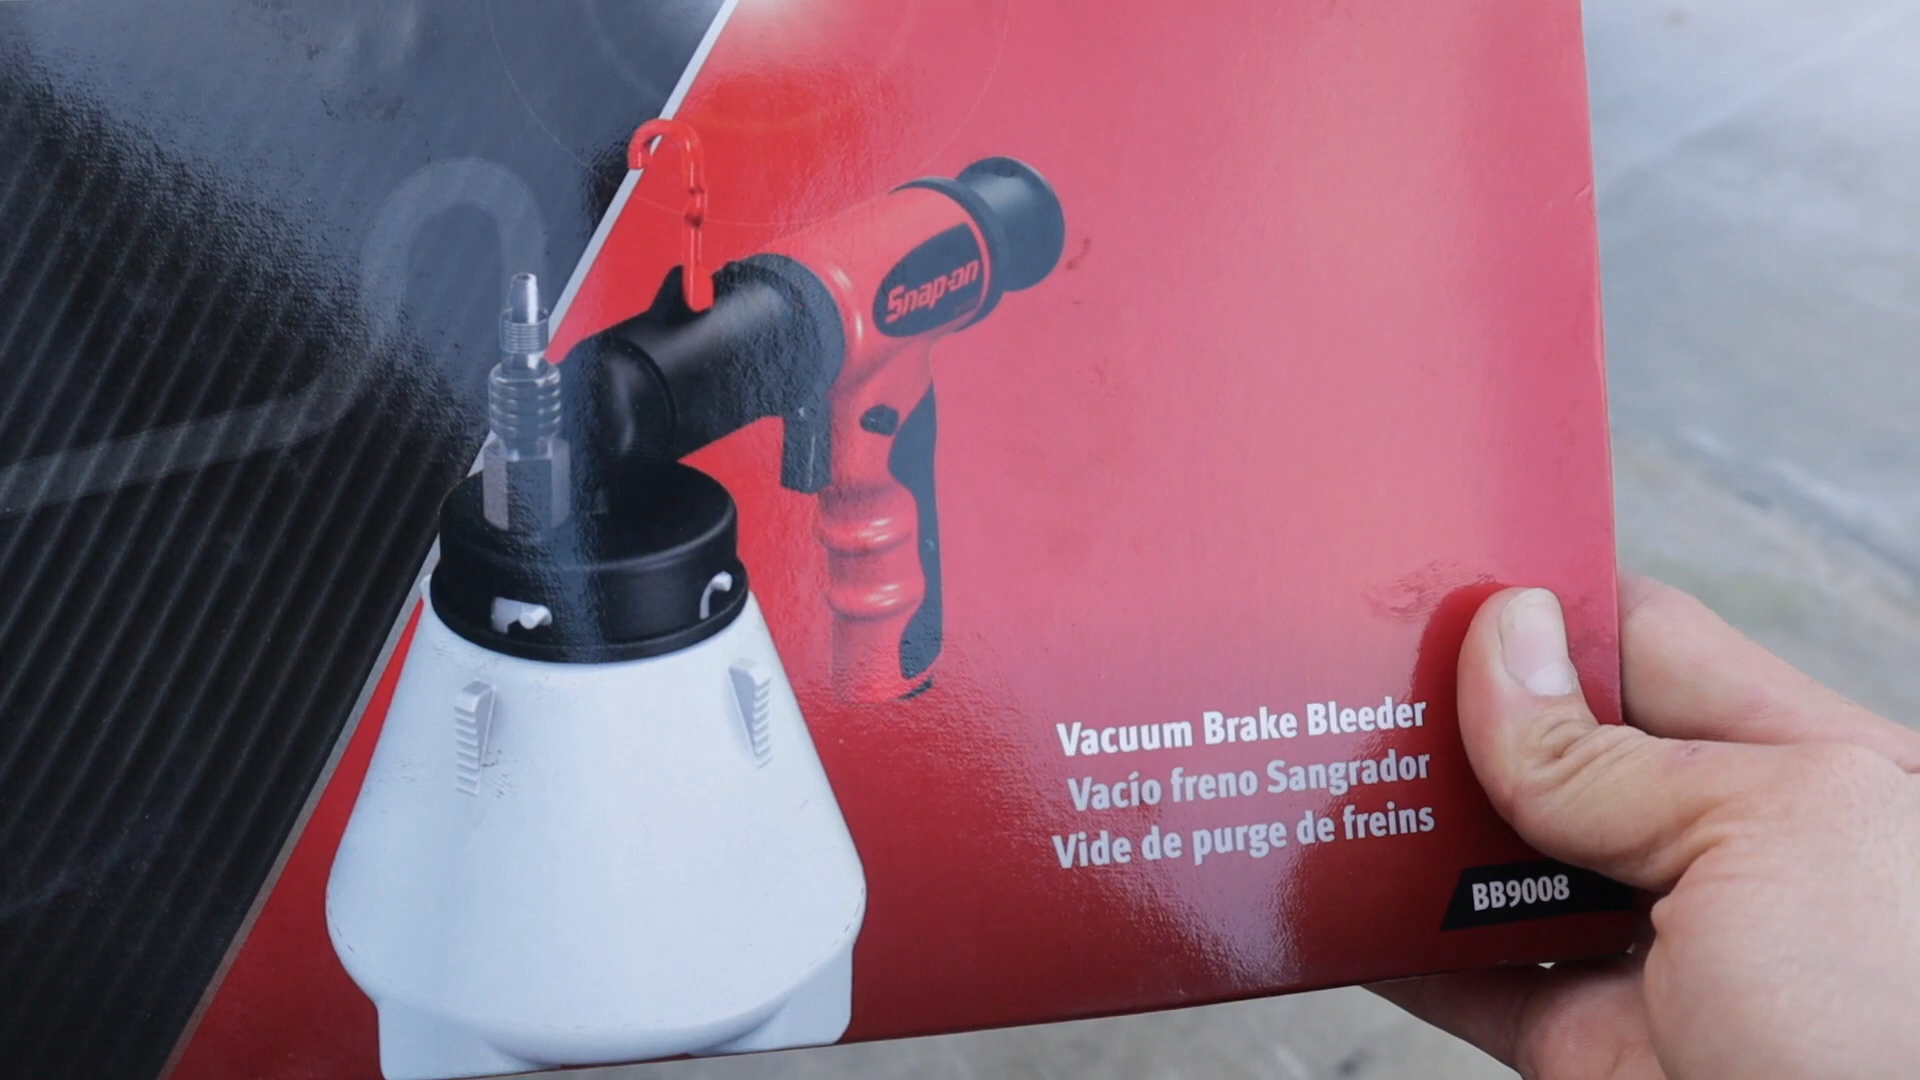 Snap-on
Vacuum Brake Bleeder
Vacío freno Sangrador
Vide de purge de freins
BB9008